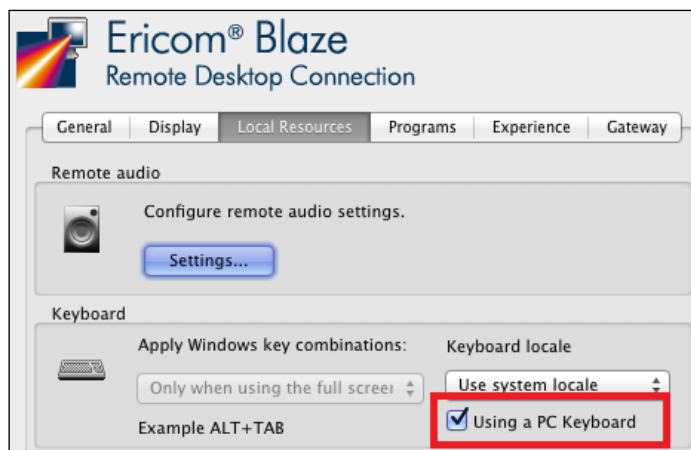 Ericom® Blaze
Remote Desktop Connection
General Display Local Resources Programs Experience Gateway
Remote audio
Configure remote audio settings.
Settings...
Keyboard
Apply Windows key combinations: Keyboard locale
Only when using the full screen Use system locale
Example ALT+TAB Using a PC Keyboard